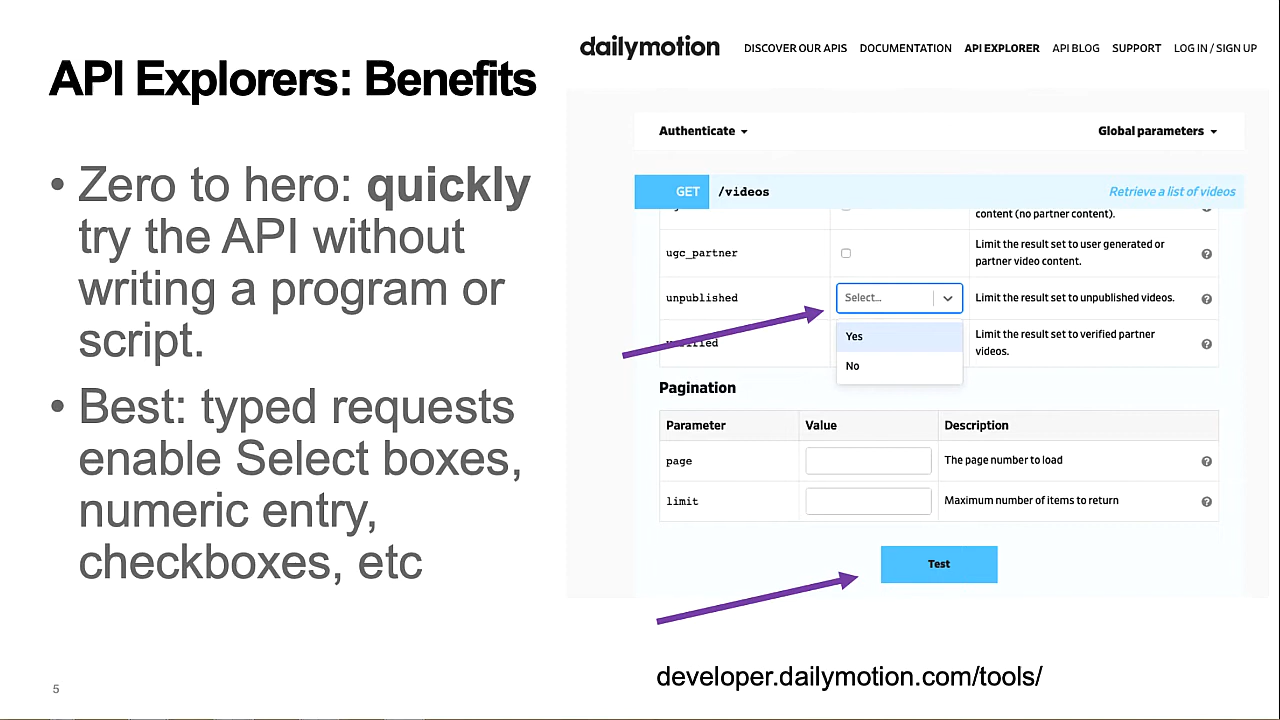 API Explorers: Benefits
• Zero to hero: quickly
try the API without
writing a program or
script.
• Best: typed requests
enable Select boxes,
numeric entry,
checkboxes, etc
5
dailymotion
DISCOVER OUR APIS DOCUMENTATION API EXPLORER API BLOG SUPPORT LOG IN / SIGN UP
Authenticate
Global parameters
GET /videos Retrieve a list of videos
content (no partner content).
ugc_partner
Limit the result set to user generated or
partner video content.
unpublished
Select...
Limit the result set to unpublished videos.
Yes
No
Limit the result set to verified partner
videos.
Pagination
Parameter Value Description
page The page number to load
limit Maximum number of items to return
Test
developer.dailymotion.com/tools/